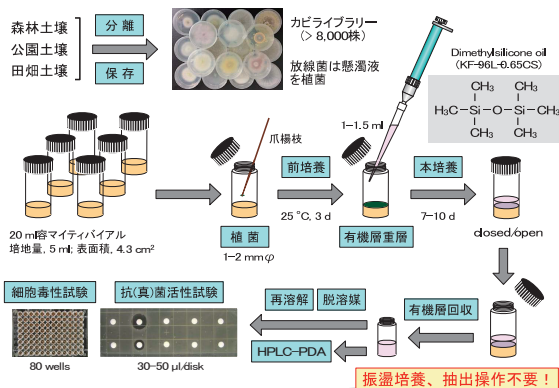 森林土壌
公園土壌
田畑土壌
分離
保存
カビライブラリー
(> 8,000株)
放線菌は懸濁液
を植菌
Dimethylsilicone oil
(KF-96L-0.65CS)
CH₃ CH₃
H₃C Si O Si CH₃
CH₃ CH₃
1-1.5 ml
爪楊枝
前培養
25 °C, 3 d
本培養
7-10 d
20 ml容マイティバイアル
培地量, 5 ml; 表面積, 4.3 cm²
植菌
1-2 mmφ
有機層重層
closed/open
細胞毒性試験
80 wells
抗(真)菌活性試験
30-50 µl/disk
再溶解
脱溶媒
有機層回収
HPLC-PDA
振盪培養、抽出操作不要！